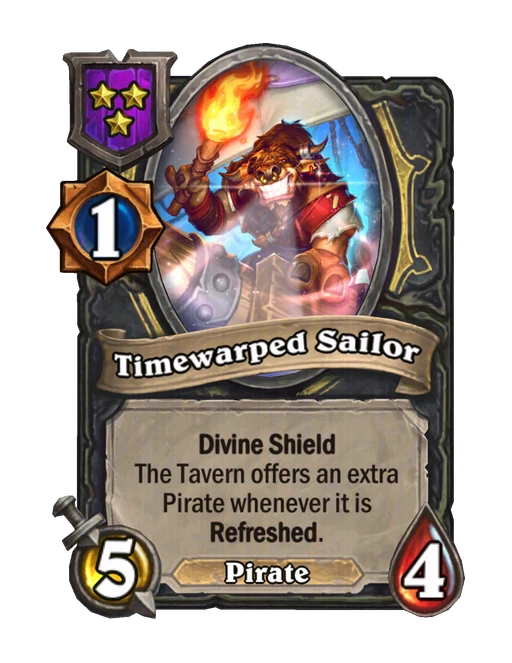 1
Timewarped Sailor
Divine Shield
The Tavern offers an extra
Pirate whenever it is
Refreshed.
5
Pirate
4